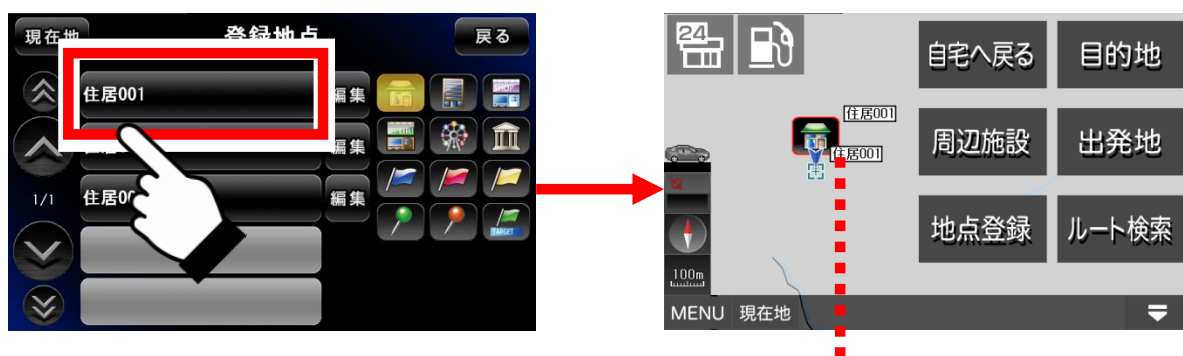 現在地
登録地点
戻る
住居001
編集
SHOP
編集
住居00
編集
1/1
TARGET
24
住居001
住居001
100m
自宅へ戻る
目的地
周辺施設
出発地
地点登録
ルート検索
MENU
現在地